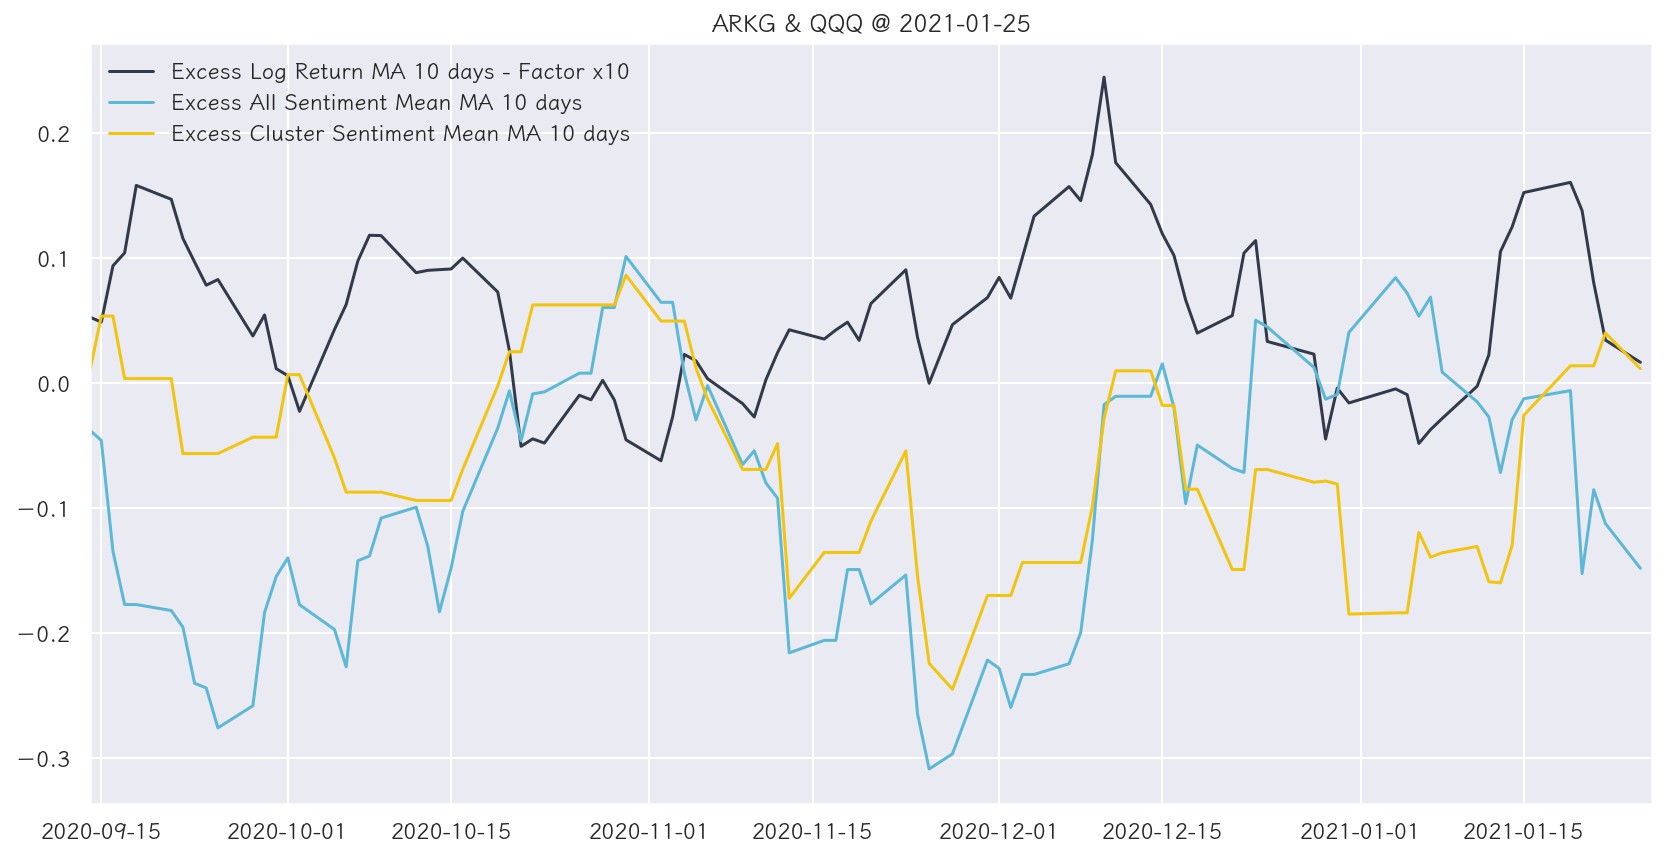 ARKG & QQQ @ 2021-01-25
Excess Log Return MA 10 days - Factor x10
Excess All Sentiment Mean MA 10 days
Excess Cluster Sentiment Mean MA 10 days
0.2
0.1
0.0
−0.1
−0.2
−0.3
2020-09-15 2020-10-01 2020-10-15 2020-11-01 2020-11-15 2020-12-01 2020-12-15 2021-01-01 2021-01-15